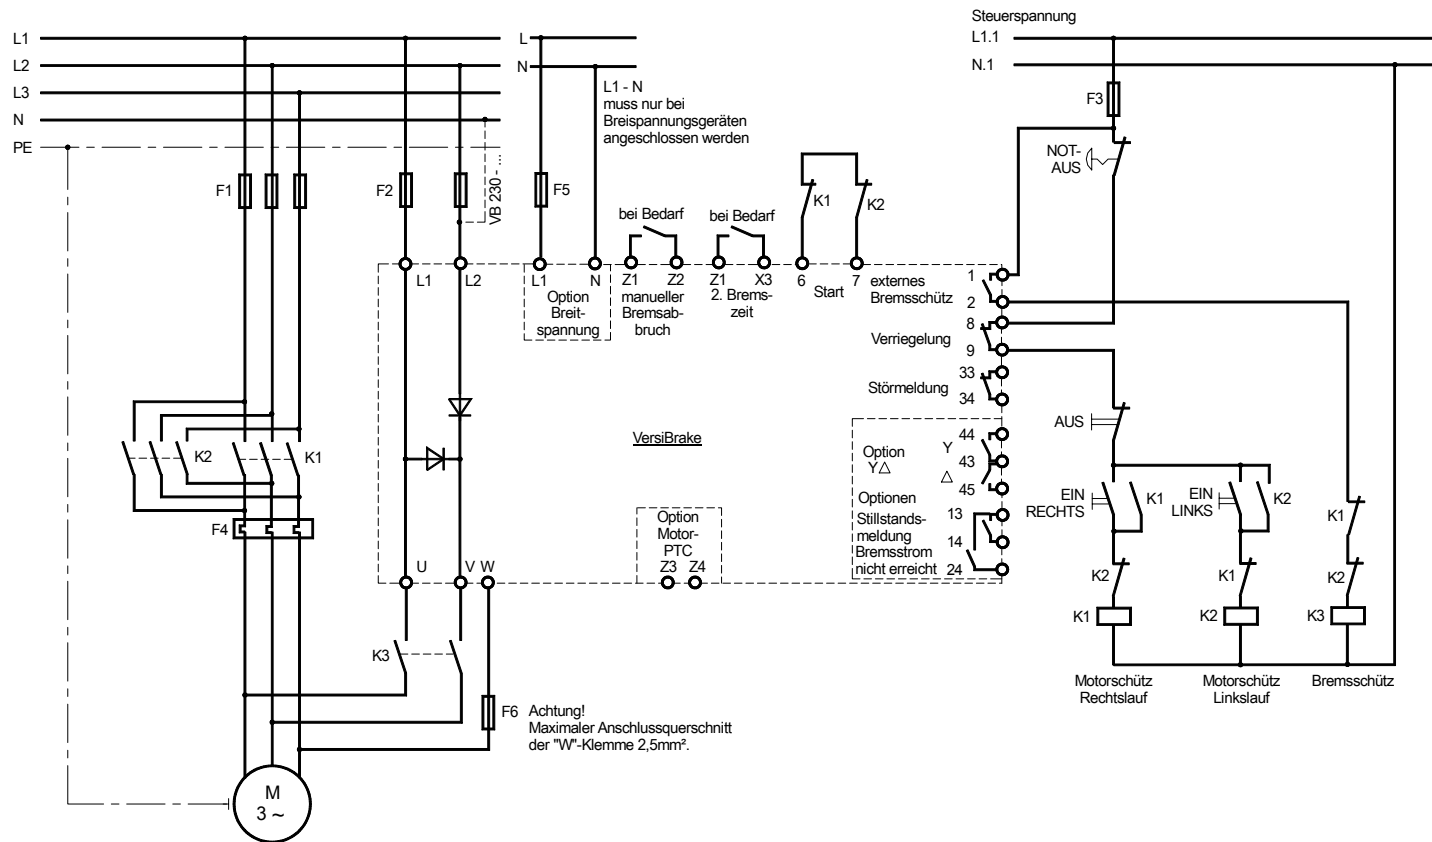 Steuerspannung
L1 L L1.1
L2 N N.1
L3
N
PE
L1 - N
muss nur bei
Breispannungsgeräten
angeschlossen werden
F3
NOT-
AUS
F1 F2 F5
VB 230 - ...
K1 K2
bei Bedarf bei Bedarf
L1 L2 L1 N Z1 Z2 Z1 X3 6 7
Option
Breit-
spannung
manueller
Bremsab-
bruch
2. Brems-
zeit
Start
externes
Bremsschütz
1
2
8
Verriegelung
9
33
Störmeldung
34
AUS
VersiBrake
Option
Y△
Y
44
43
△
45
Optionen
Stillstands-
meldung
Bremsstrom
nicht erreicht
13
14
24
K2 K1
F4
Option
Motor-
PTC
Z3 Z4
U V W
EIN
RECHTS
K1
EIN
LINKS
K2
K1
K2 K1 K2
K1 K2 K3
Motorschütz
Rechtslauf
Motorschütz
Linkslauf
Bremsschütz
K3
F6
Achtung!
Maximaler Anschlussquerschnitt
der "W"-Klemme 2,5mm².
M
3 ~